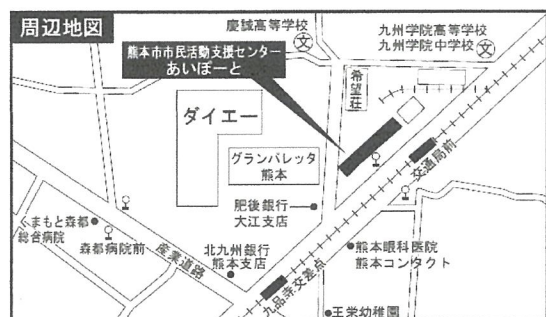 周辺地図
慶誠高等学校
文
九州学院高等学校
九州学院中学校
文
熊本市市民活動支援センター
あいぽーと
希望荘
ダイエー
グランパレッタ
熊本
交通局前
肥後銀行
大江支店
くまもと森都
総合病院
森都病院前
産業道路
北九州銀行
熊本支店
九品寺交差点
熊本眼科医院
熊本コンタクト
王栄幼稚園